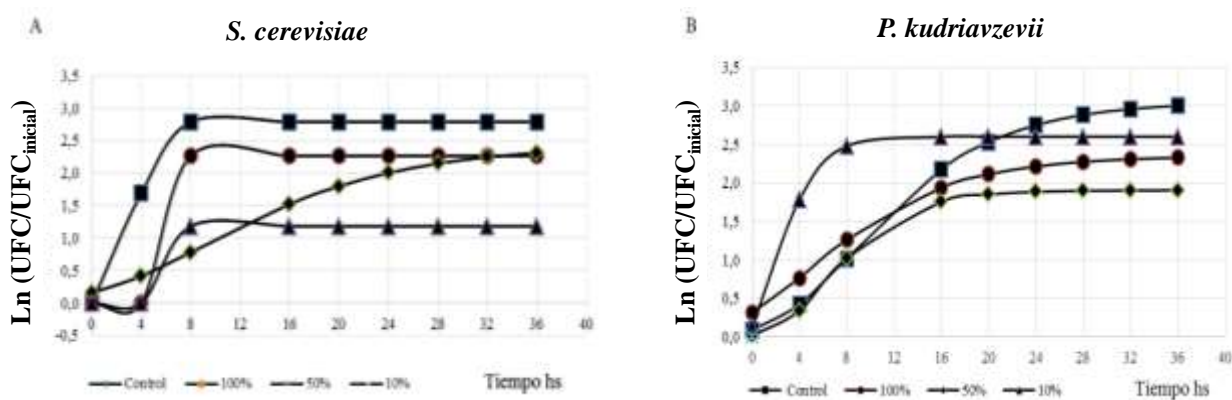 A
S. cerevisiae
Ln (UFC/UFCinicial)
3,5
3,0
2,5
2,0
1,5
1,0
0,5
0,0
-0,5
0 4 8 12 16 20 24 28 32 36 40
Control 100% 50% 10%
Tiempo hs
B
P. kudriavzevii
Ln (UFC/UFCinicial)
3,5
3,0
2,5
2,0
1,5
1,0
0,5
0,0
0 4 8 12 16 20 24 28 32 36 40
Control 100% 50% 10%
Tiempo hs